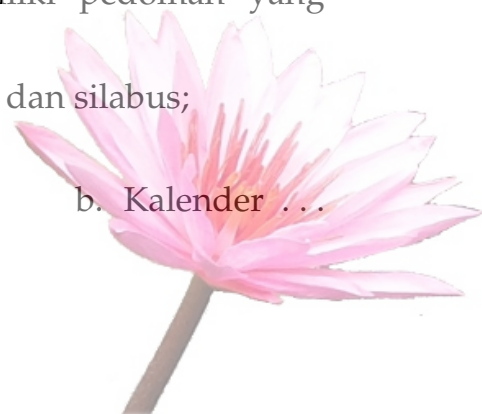 pedoman yang
dan silabus;
b. Kalender . . .